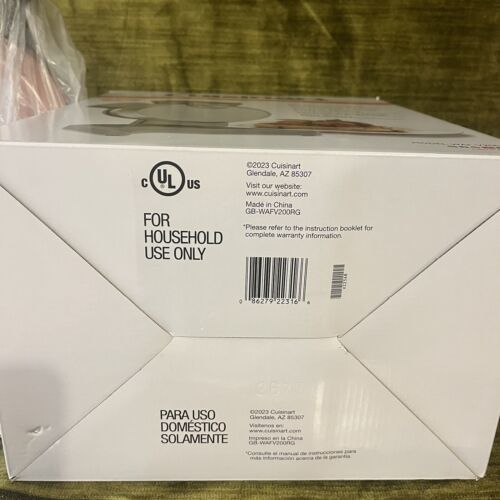 C UL US
®
FOR
HOUSEHOLD
USE ONLY
©2023 Cuisinart
Glendale, AZ 85307
Visit our website:
www.cuisinart.com
Made in China
GB-WAFV200RG
*Please refer to the instruction booklet for
complete warranty information.
0 86279 22316 6
PARA USO
DOMÉSTICO
SOLAMENTE
©2023 Cuisinart
Glendale, AZ 85307
Visítenos en:
www.cuisinart.com
Impreso en la China
GB-WAFV200RG
*Consulte el manual de instrucciones para
más información acerca de la garantía.